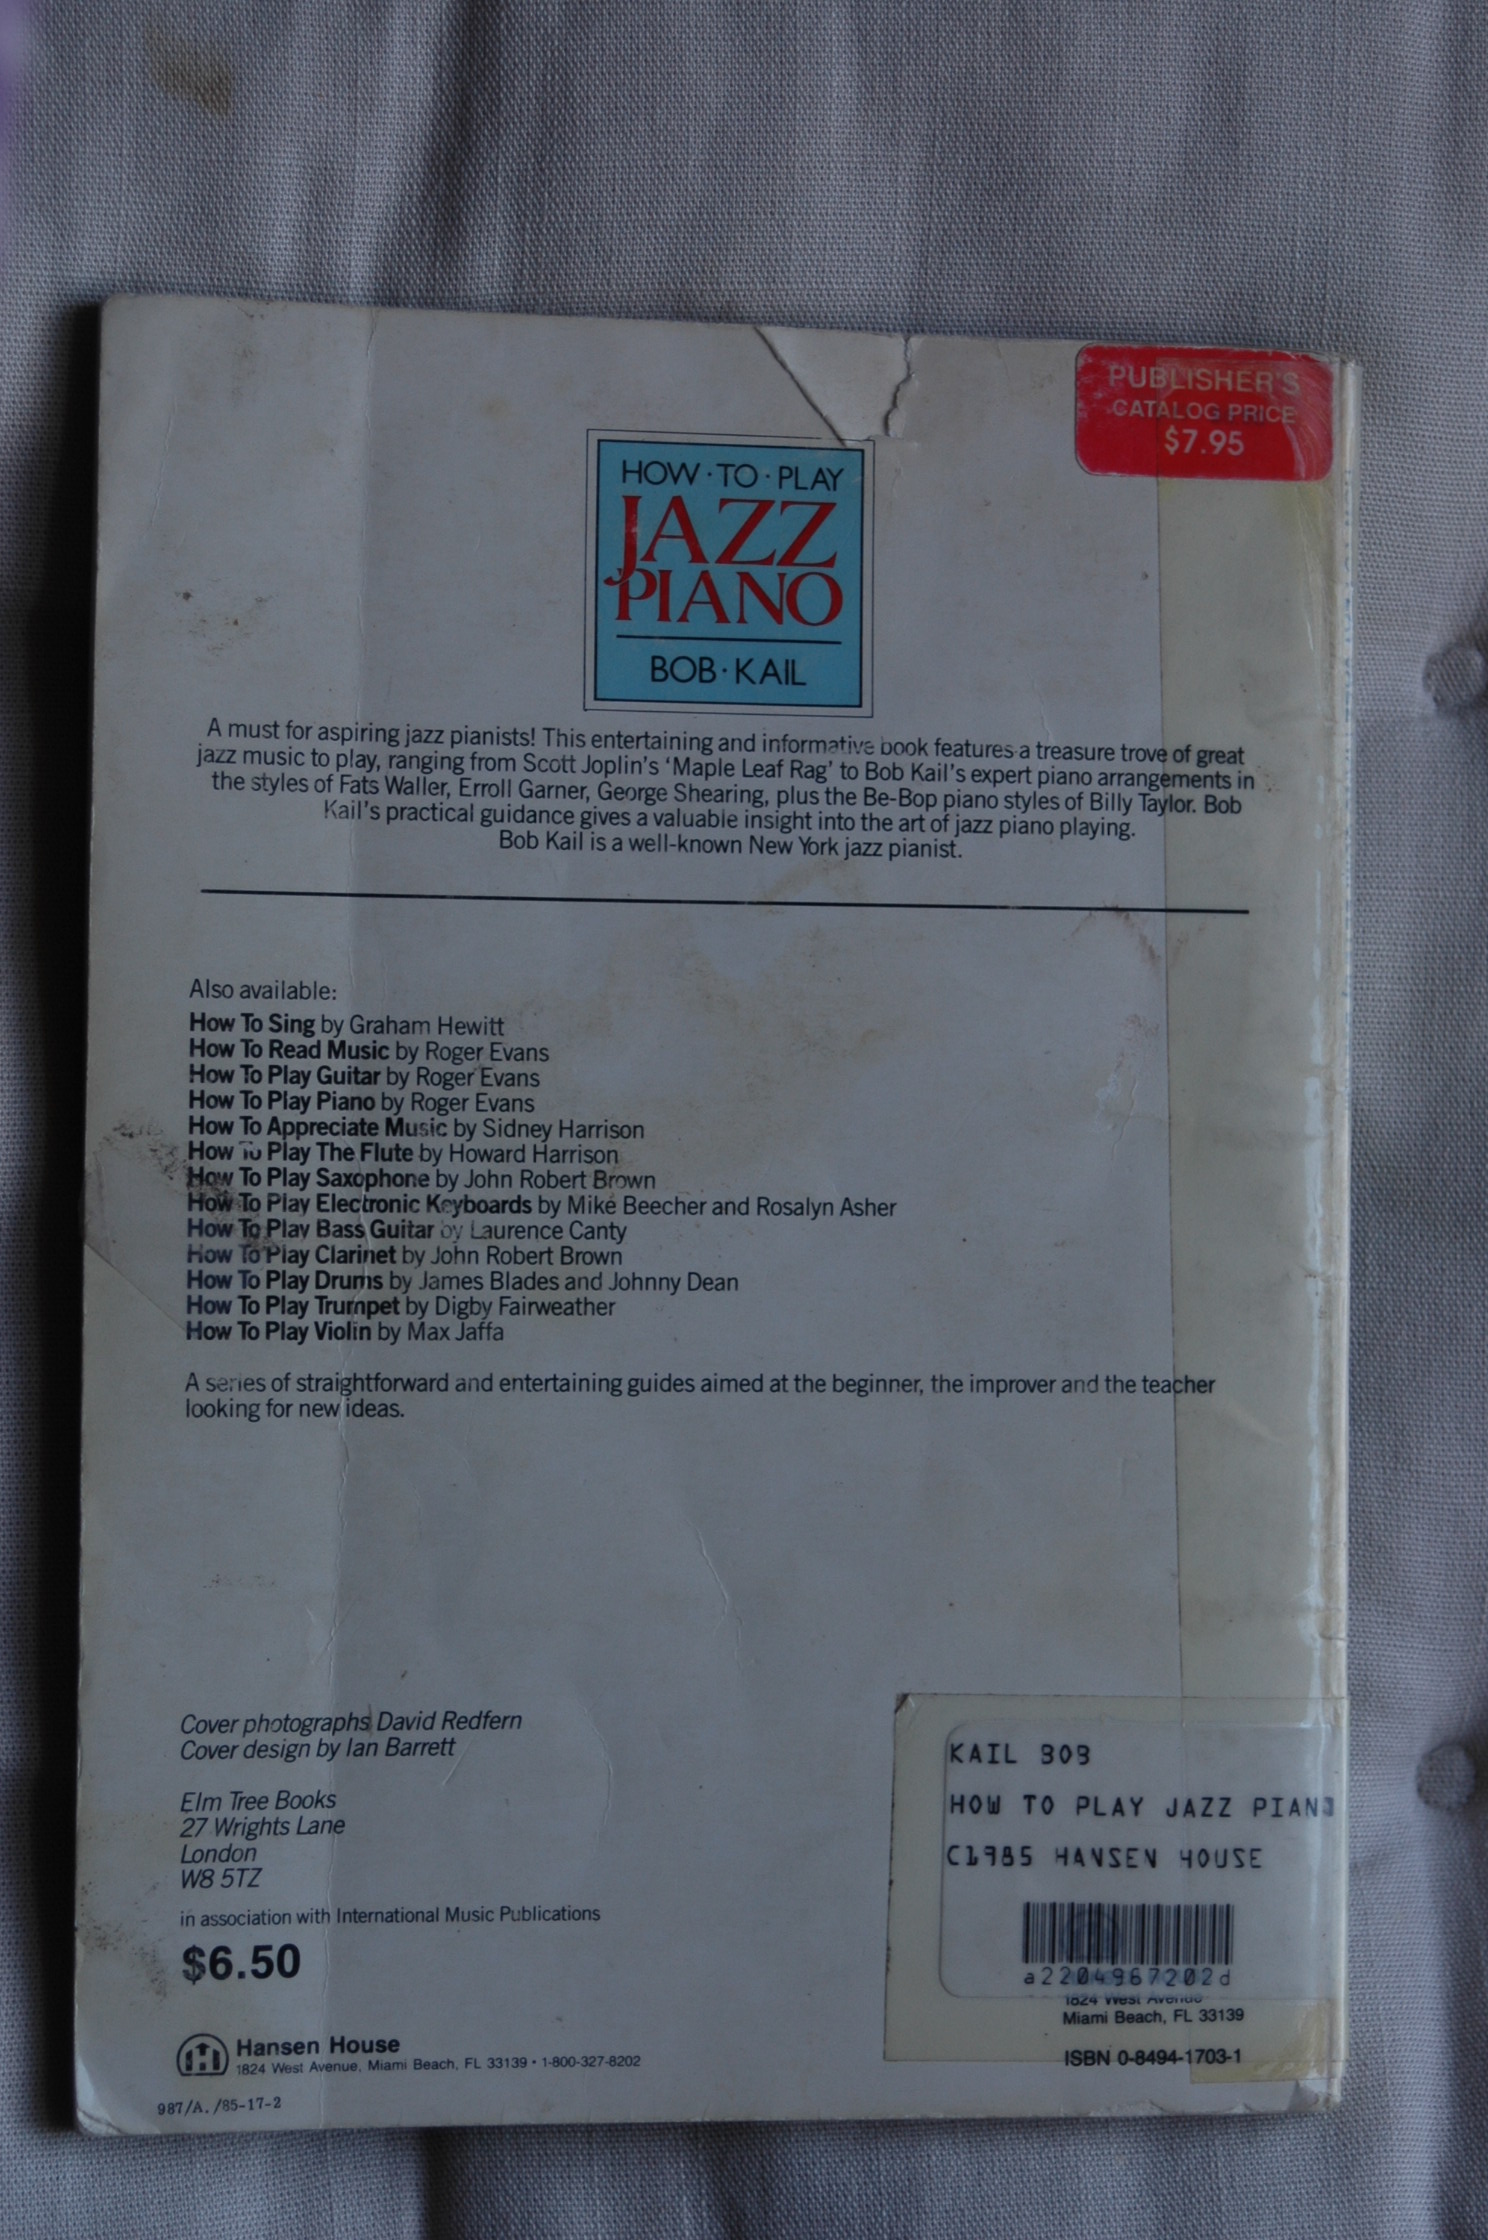 PUBLISHER'S
CATALOG PRICE
$7.95
HOW·TO·PLAY
JAZZ
PIANO
BOB·KAIL
A must for aspiring jazz pianists! This entertaining and informative book features a treasure trove of great
jazz music to play, ranging from Scott Joplin's 'Maple Leaf Rag' to Bob Kail's expert piano arrangements in
the styles of Fats Waller, Erroll Garner, George Shearing, plus the Be-Bop piano styles of Billy Taylor. Bob
Kail's practical guidance gives a valuable insight into the art of jazz piano playing.
Bob Kail is a well-known New York jazz pianist.
Also available:
How To Sing by Graham Hewitt
How To Read Music by Roger Evans
How To Play Guitar by Roger Evans
How To Play Piano by Roger Evans
How To Appreciate Music by Sidney Harrison
How To Play The Flute by Howard Harrison
How To Play Saxophone by John Robert Brown
How To Play Electronic Keyboards by Mike Beecher and Rosalyn Asher
How To Play Bass Guitar by Laurence Canty
How To Play Clarinet by John Robert Brown
How To Play Drums by James Blades and Johnny Dean
How To Play Trumpet by Digby Fairweather
How To Play Violin by Max Jaffa
A series of straightforward and entertaining guides aimed at the beginner, the improver and the teacher
looking for new ideas.
Cover photographs David Redfern
Cover design by Ian Barrett
Elm Tree Books
27 Wrights Lane
London
W8 5TZ
in association with International Music Publications
$6.50
Hansen House
1824 West Avenue, Miami Beach, FL 33139 • 1-800-327-8202
987/A./85-17-2
KAIL BOB
HOW TO PLAY JAZZ PIANO
C1985 HANSEN HOUSE
a2204967202d
1824 West Avenue
Miami Beach, FL 33139
ISBN 0-8494-1703-1